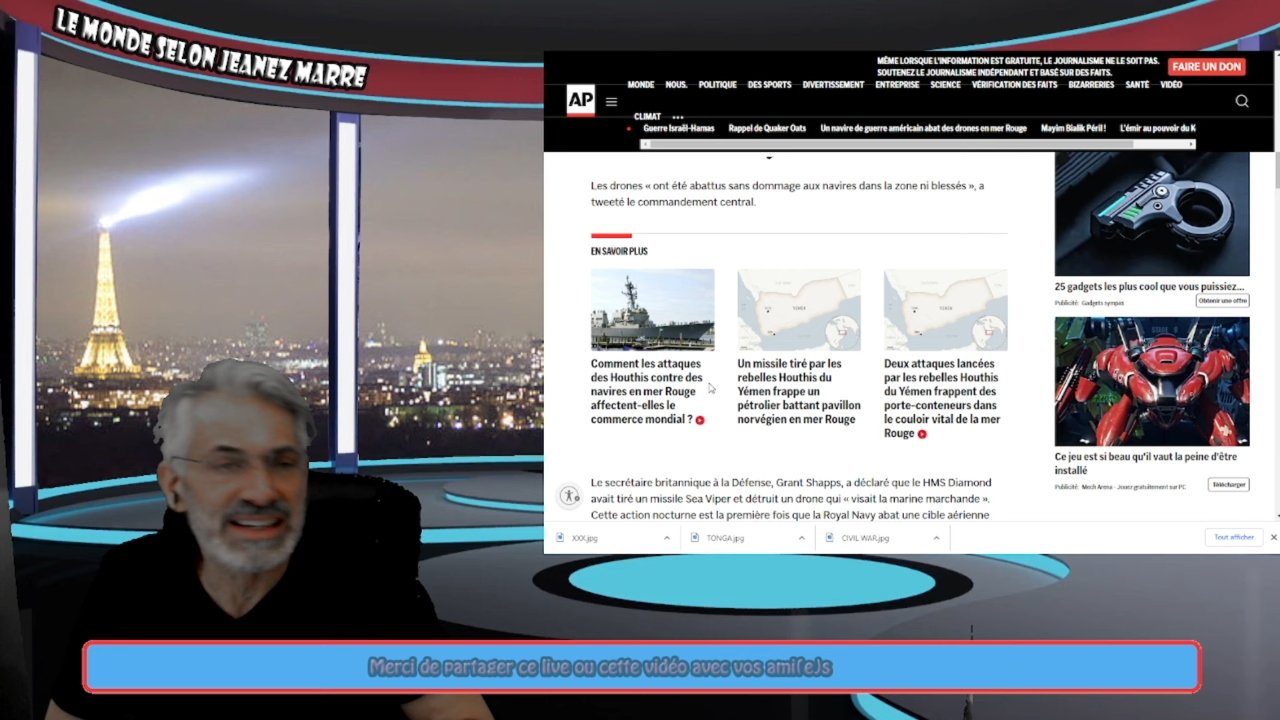 LE MONDE SELON JEANEZ MARRE
MÊME LORSQUE L'INFORMATION EST GRATUITE, LE JOURNALISME NE LE SOIT PAS.
SOUTENEZ LE JOURNALISME INDÉPENDANT ET BASÉ SUR DES FAITS.
FAIRE UN DON
AP
MONDE NOUS. POLITIQUE DES SPORTS DIVERTISSEMENT ENTREPRISE SCIENCE VÉRIFICATION DES FAITS BIZARRERIES SANTÉ VIDÉO
CLIMAT ...
Guerre Israël-Hamas Rappel de Quaker Oats Un navire de guerre américain abat des drones en mer Rouge Mayim Bialik Péril ! L'émir au pouvoir du K
Les drones « ont été abattus sans dommage aux navires dans la zone ni blessés », a
tweeté le commandement central.
EN SAVOIR PLUS
Comment les attaques
des Houthis contre des
navires en mer Rouge
affectent-elles le
commerce mondial ?
Un missile tiré par les
rebelles Houthis du
Yémen frappe un
pétrolier battant pavillon
norvégien en mer Rouge
Deux attaques lancées
par les rebelles Houthis
du Yémen frappent des
porte-conteneurs dans
le couloir vital de la mer
Rouge
Le secrétaire britannique à la Défense, Grant Shapps, a déclaré que le HMS Diamond
avait tiré un missile Sea Viper et détruit un drone qui « visait la marine marchande ».
Cette action nocturne est la première fois que la Royal Navy abat une cible aérienne
25 gadgets les plus cool que vous puissiez...
Publicité: Gadgets sympas
Obtenir une offre
Ce jeu est si beau qu'il vaut la peine d'être
installé
Publicité: Mech Arena - Jouez gratuitement sur PC
Télécharger
XXX.jpg
TONGA.jpg
CIVIL WAR.jpg
Tout afficher
Merci de partager ce live ou cette vidéo avec vos ami(e)s